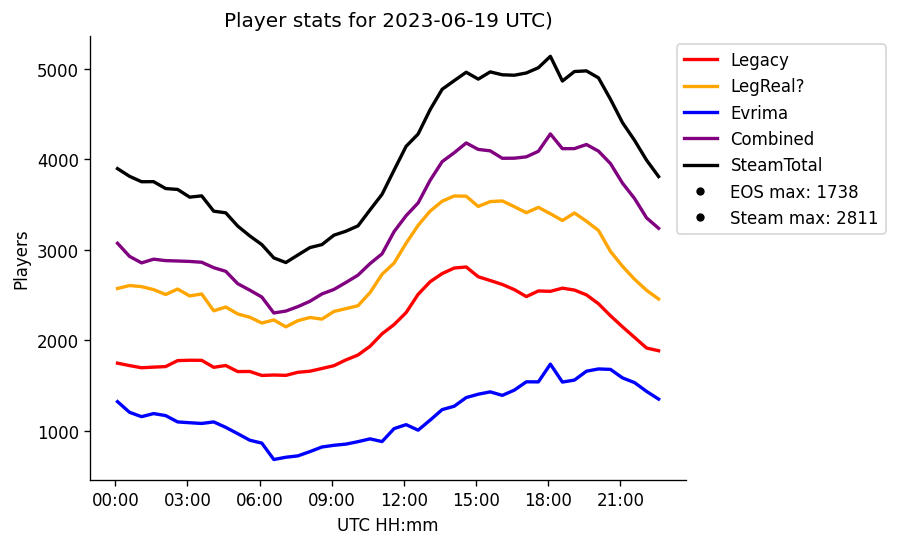 Player stats for 2023-06-19 UTC)
Legacy
LegReal?
Evrima
Combined
SteamTotal
EOS max: 1738
Steam max: 2811
5000
4000
3000
2000
1000
Players
00:00 03:00 06:00 09:00 12:00 15:00 18:00 21:00
UTC HH:mm